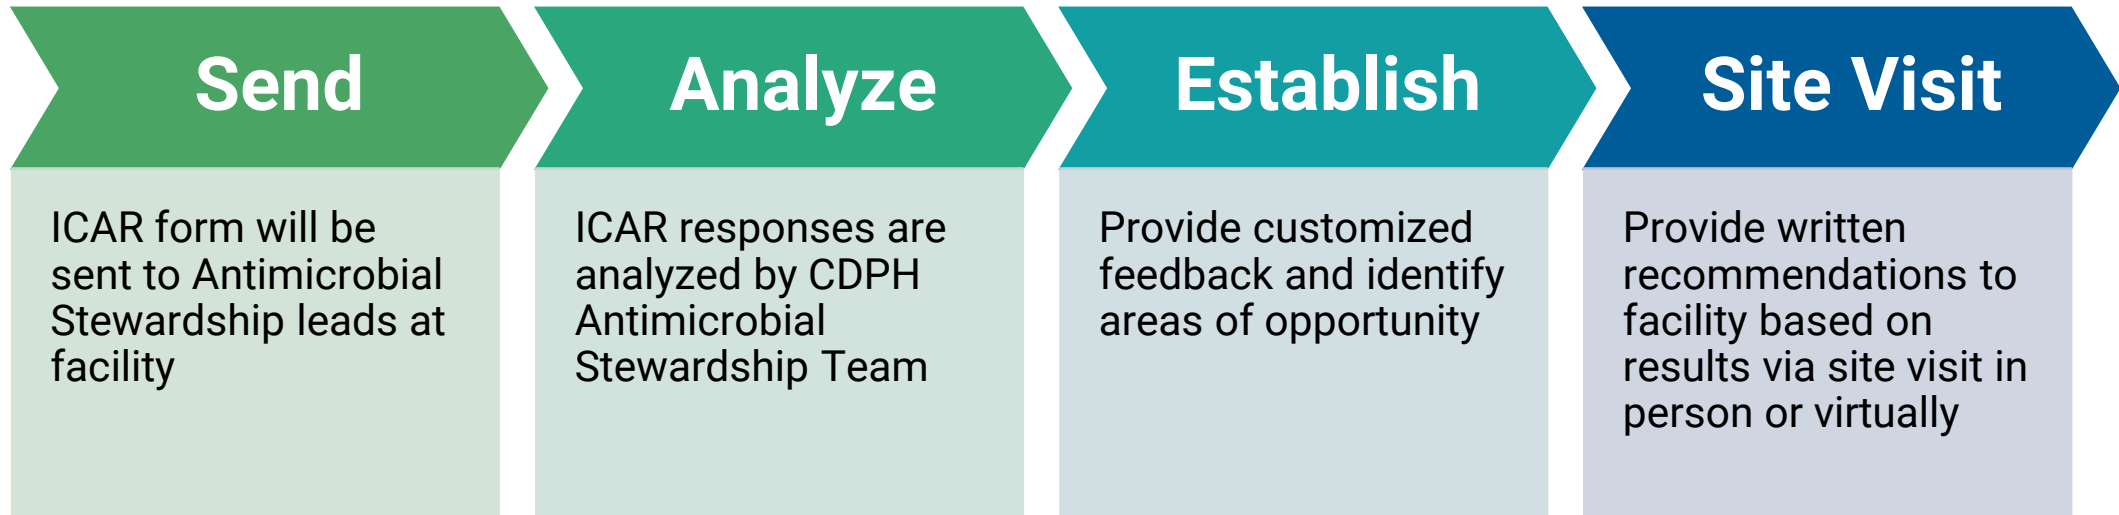 Send
ICAR form will be
sent to Antimicrobial
Stewardship leads at
facility
Analyze
ICAR responses are
analyzed by CDPH
Antimicrobial
Stewardship Team
Establish
Provide customized
feedback and identify
areas of opportunity
Site Visit
Provide written
recommendations to
facility based on
results via site visit in
person or virtually